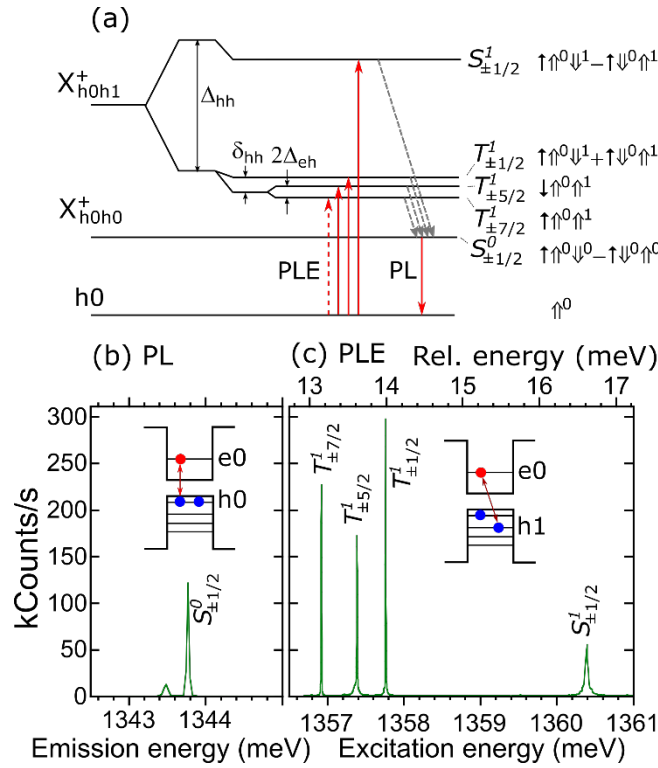 (a)
S¹±1/2 ↑⇑⁰⇓¹−↑⇓⁰⇑¹
X⁺h0h1
Δhh
δhh 2Δeh
T¹±1/2 ↑⇑⁰⇓¹+↑⇓⁰⇑¹
T¹±5/2 ↓⇑⁰⇑¹
T¹±7/2 ↑⇑⁰⇑¹
X⁺h0h0
S⁰±1/2 ↑⇑⁰⇓⁰−↑⇓⁰⇑⁰
PLE PL
h0 ⇑⁰
(b) PL (c) PLE Rel. energy (meV)
13 14 15 16 17
kCounts/s
300
250
200
150
100
50
0
e0
h0
S⁰±1/2
T¹±7/2
T¹±5/2
T¹±1/2
e0
h1
S¹±1/2
1343 1344 1357 1358 1359 1360 1361
Emission energy (meV) Excitation energy (meV)